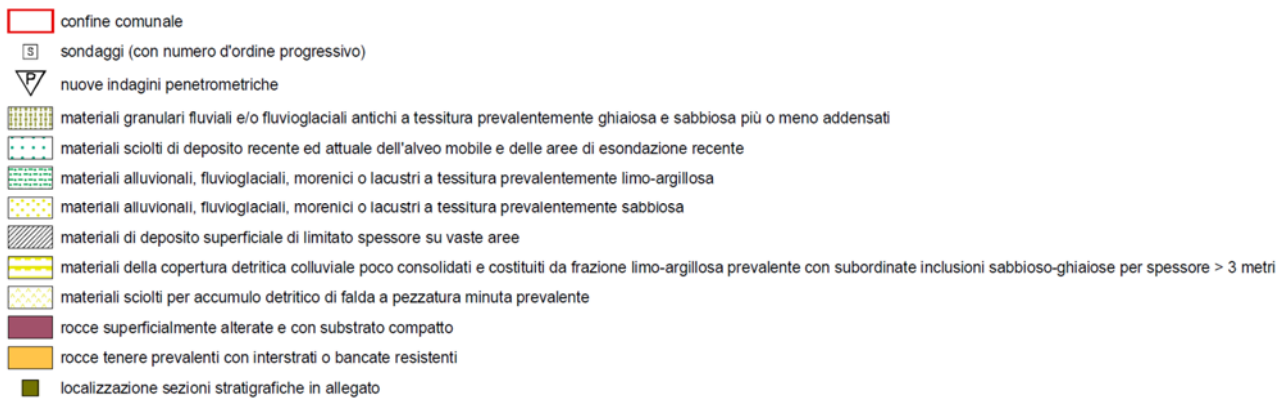 confine comunale
S sondaggi (con numero d'ordine progressivo)
P nuove indagini penetrometriche
materiali granulari fluviali e/o fluvioglaciali antichi a tessitura prevalentemente ghiaiosa e sabbiosa più o meno addensati
materiali sciolti di deposito recente ed attuale dell'alveo mobile e delle aree di esondazione recente
materiali alluvionali, fluvioglaciali, morenici o lacustri a tessitura prevalentemente limo-argillosa
materiali alluvionali, fluvioglaciali, morenici o lacustri a tessitura prevalentemente sabbiosa
materiali di deposito superficiale di limitato spessore su vaste aree
materiali della copertura detritica colluviale poco consolidati e costituiti da frazione limo-argillosa prevalente con subordinate inclusioni sabbioso-ghiaiose per spessore > 3 metri
materiali sciolti per accumulo detritico di falda a pezzatura minuta prevalente
rocce superficialmente alterate e con substrato compatto
rocce tenere prevalenti con interstrati o bancate resistenti
localizzazione sezioni stratigrafiche in allegato